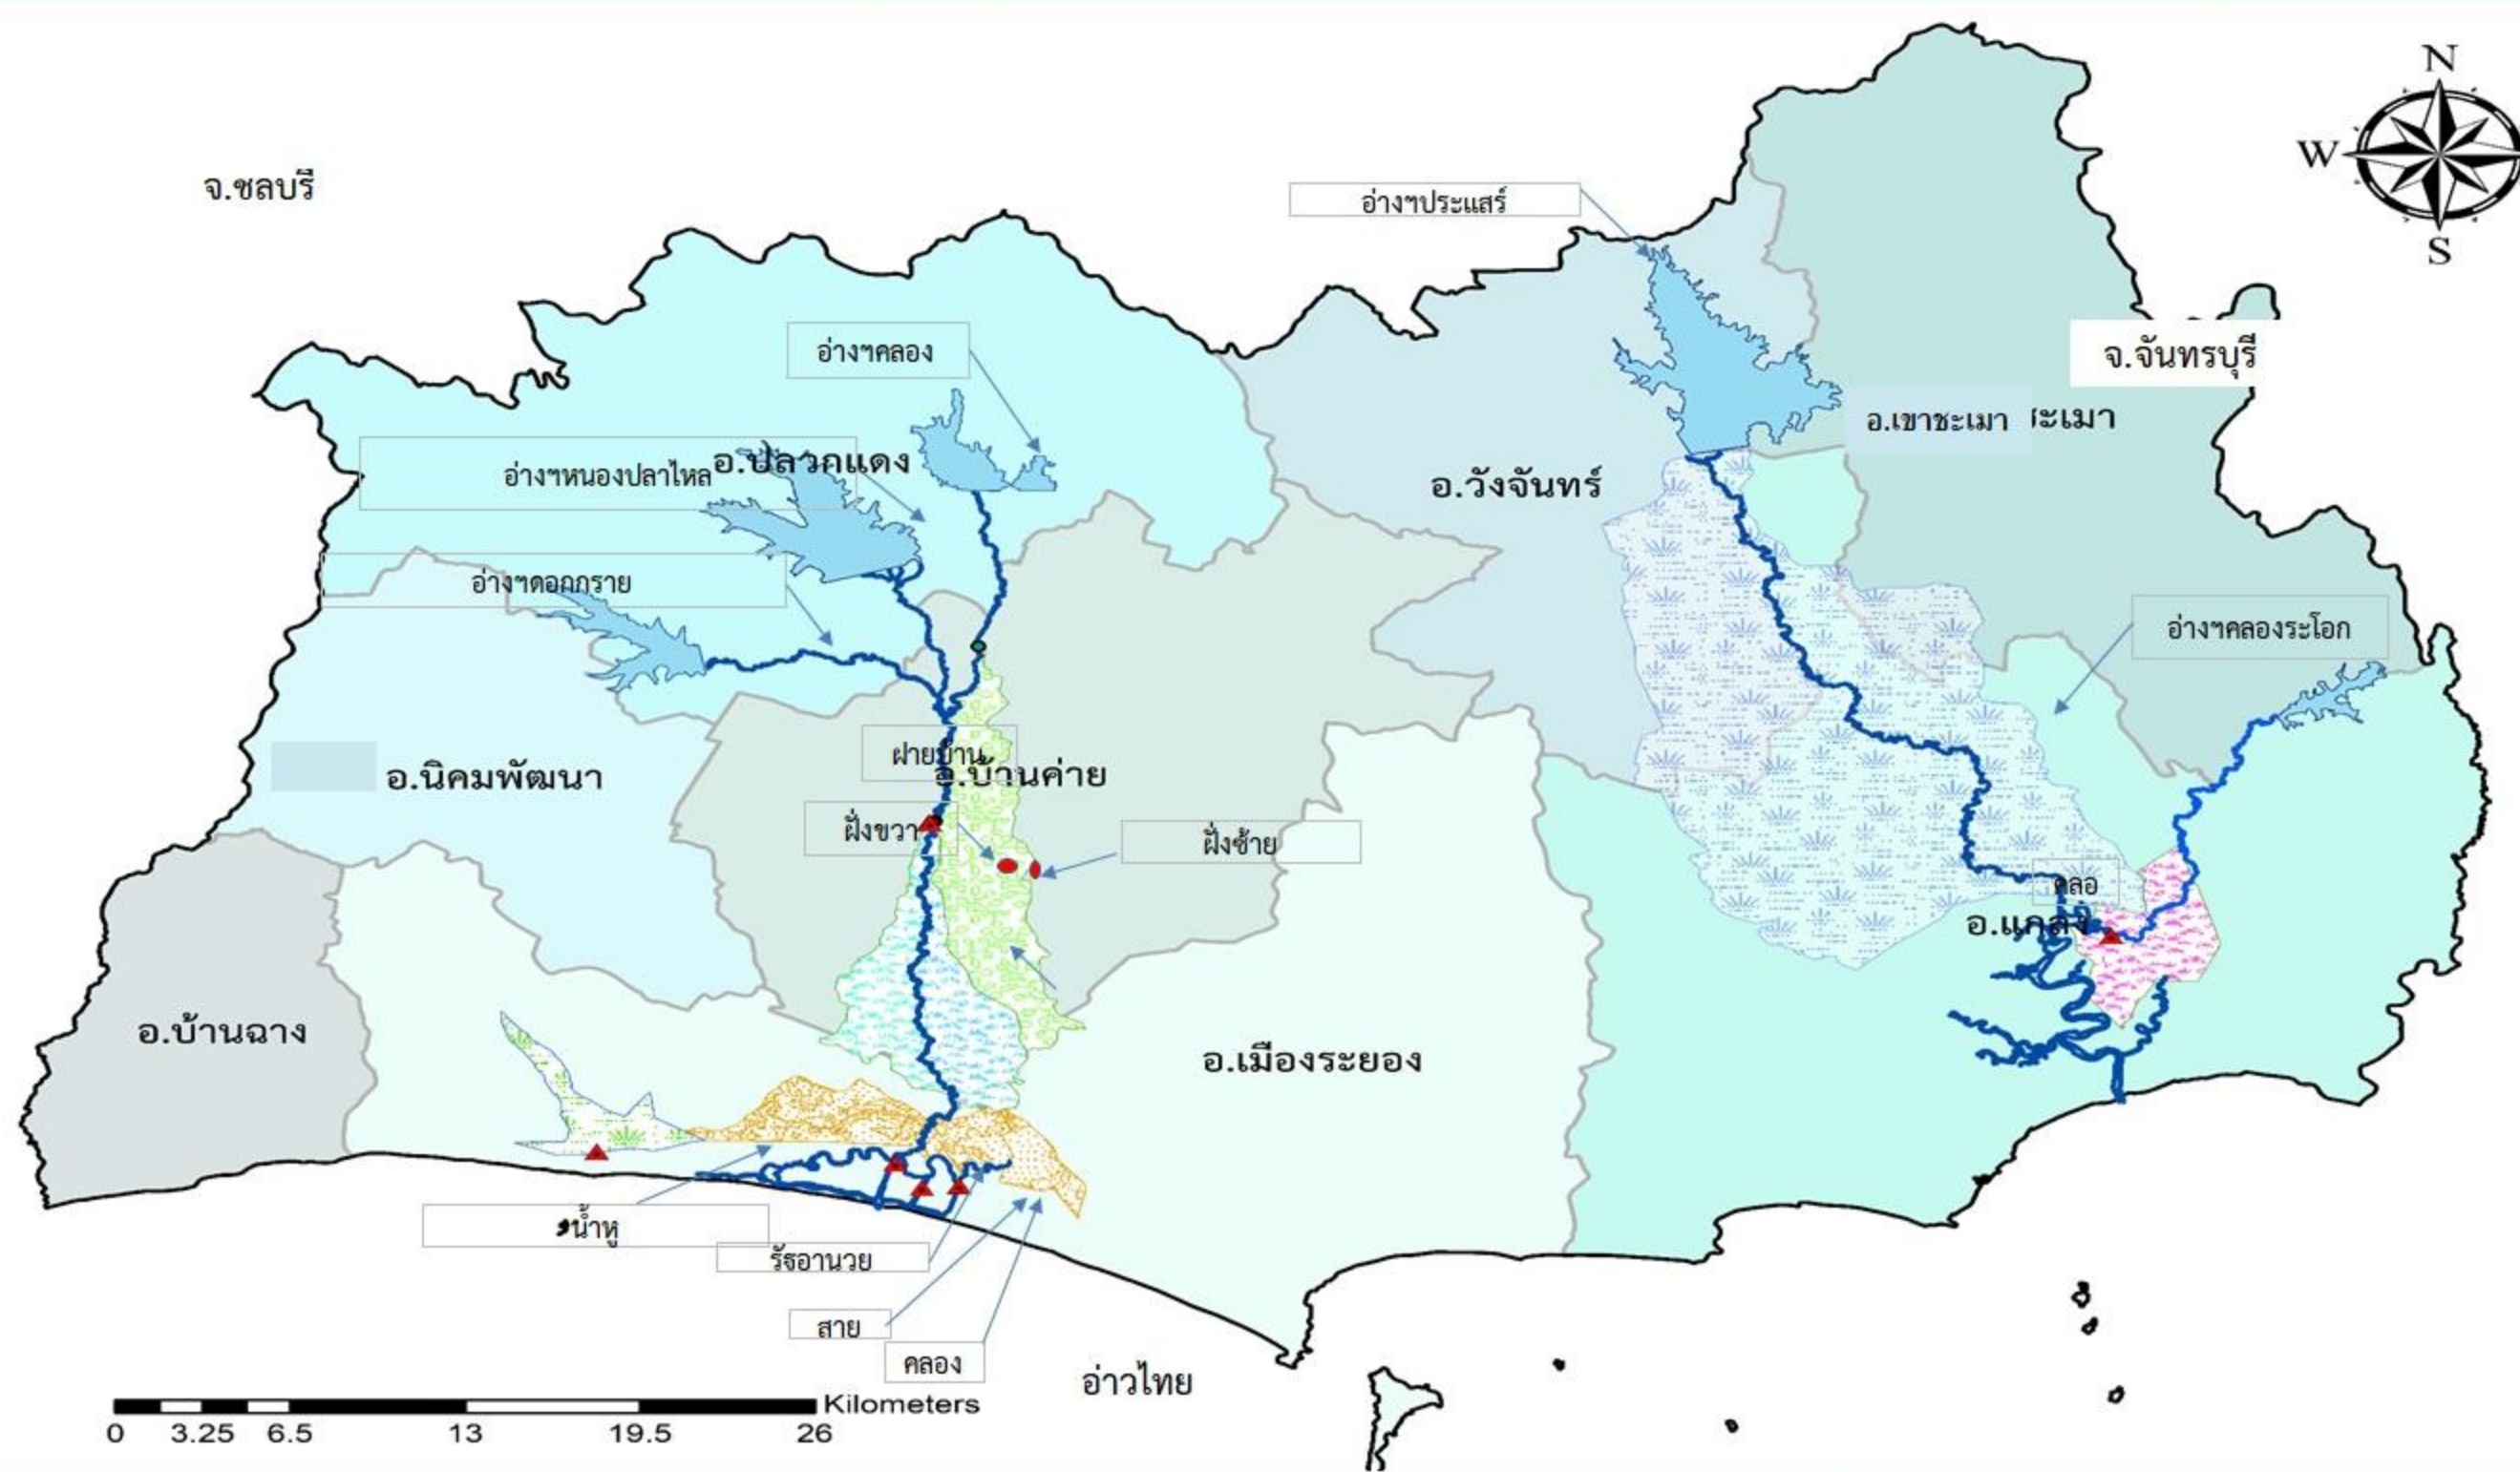 N
W
S
จ.ชลบุรี
อ่างฯประแสร์
อ่างฯคลอง
จ.จันทรบุรี
อ.เขาชะเมา
ชะเมา
อ่างฯหนองปลาไหล
อ.ปลวกแดง
อ.วังจันทร์
อ่างฯดอกกราย
อ่างฯคลองระโอก
ฝายบ้าน
อ.บ้านค่าย
อ.นิคมพัฒนา
ฝั่งขวา
ฝั่งซ้าย
คลอ
อ.แกลง
อ.บ้านฉาง
อ.เมืองระยอง
น้ำหู
รัธอานวย
สาย
คลอง
อ่าวไทย
Kilometers
0 3.25 6.5 13 19.5 26